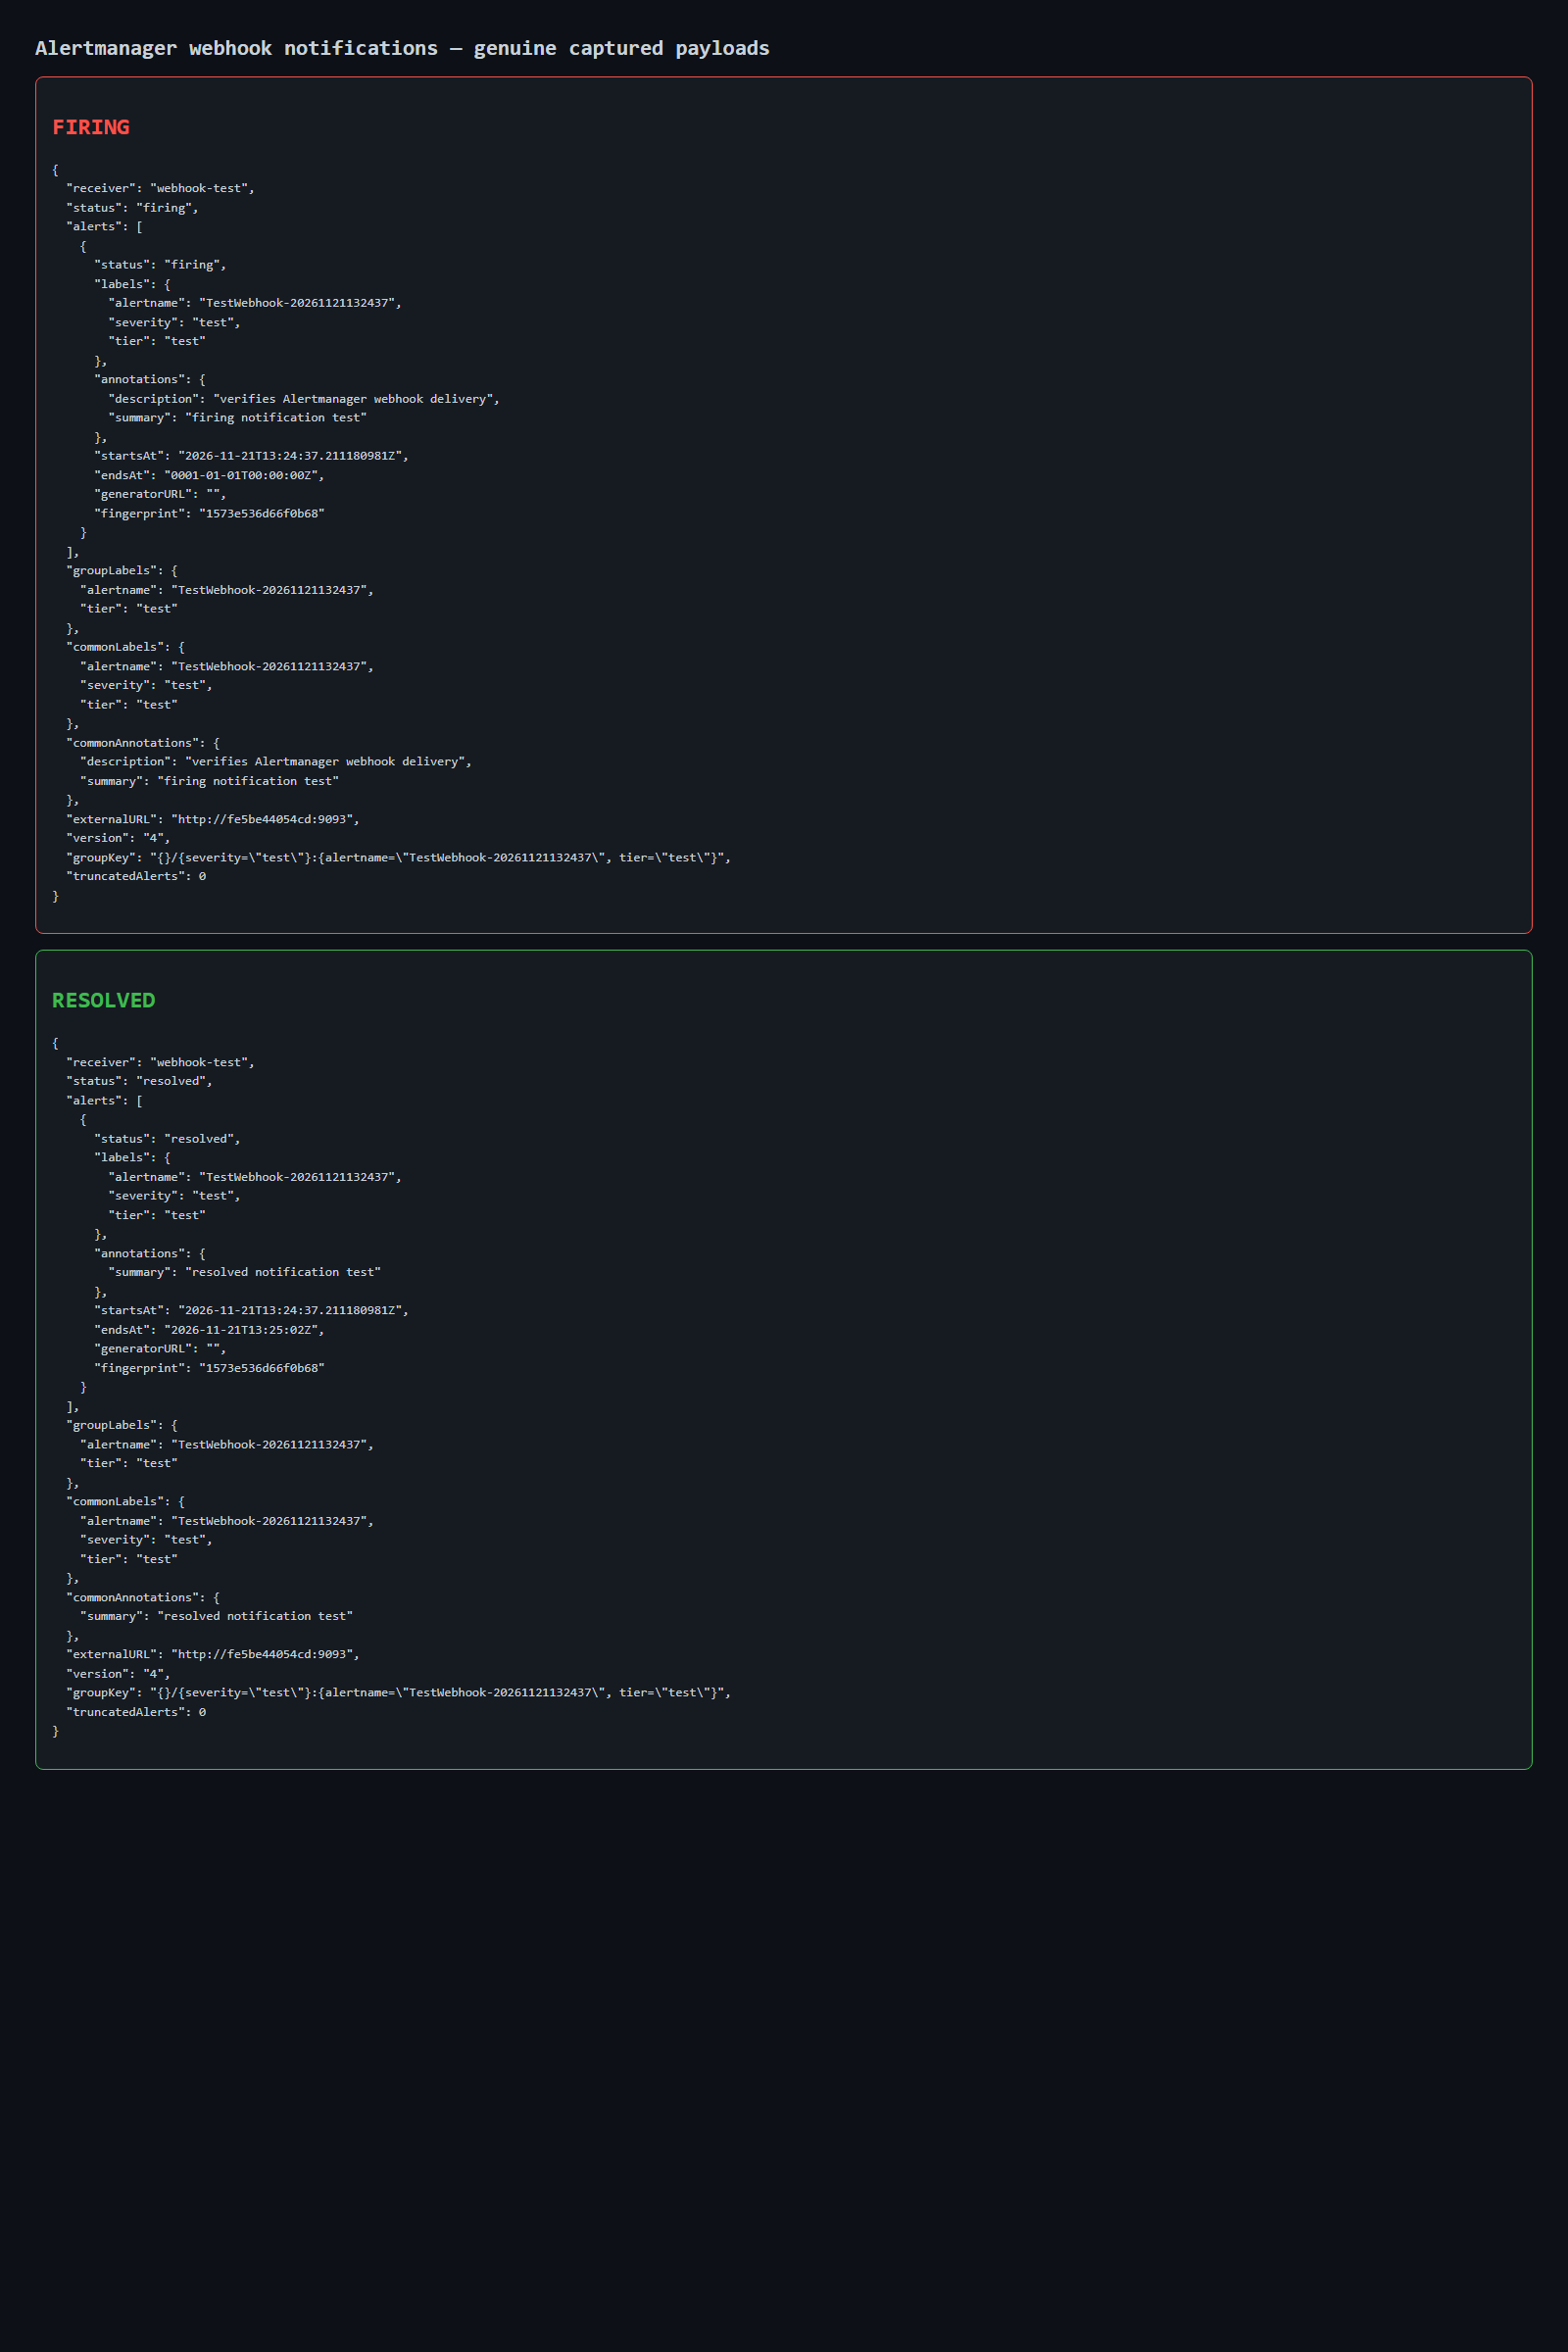 Alertmanager webhook notifications — genuine captured payloads
FIRING
{
  "receiver": "webhook-test",
  "status": "firing",
  "alerts": [
    {
      "status": "firing",
      "labels": {
        "alertname": "TestWebhook-20261121132437",
        "severity": "test",
        "tier": "test"
      },
      "annotations": {
        "description": "verifies Alertmanager webhook delivery",
        "summary": "firing notification test"
      },
      "startsAt": "2026-11-21T13:24:37.211180981Z",
      "endsAt": "0001-01-01T00:00:00Z",
      "generatorURL": "",
      "fingerprint": "1573e536d66f0b68"
    }
  ],
  "groupLabels": {
    "alertname": "TestWebhook-20261121132437",
    "tier": "test"
  },
  "commonLabels": {
    "alertname": "TestWebhook-20261121132437",
    "severity": "test",
    "tier": "test"
  },
  "commonAnnotations": {
    "description": "verifies Alertmanager webhook delivery",
    "summary": "firing notification test"
  },
  "externalURL": "http://fe5be44054cd:9093",
  "version": "4",
  "groupKey": "{}/{severity=\"test\"}:{alertname=\"TestWebhook-20261121132437\", tier=\"test\"}",
  "truncatedAlerts": 0
}
RESOLVED
{
  "receiver": "webhook-test",
  "status": "resolved",
  "alerts": [
    {
      "status": "resolved",
      "labels": {
        "alertname": "TestWebhook-20261121132437",
        "severity": "test",
        "tier": "test"
      },
      "annotations": {
        "summary": "resolved notification test"
      },
      "startsAt": "2026-11-21T13:24:37.211180981Z",
      "endsAt": "2026-11-21T13:25:02Z",
      "generatorURL": "",
      "fingerprint": "1573e536d66f0b68"
    }
  ],
  "groupLabels": {
    "alertname": "TestWebhook-20261121132437",
    "tier": "test"
  },
  "commonLabels": {
    "alertname": "TestWebhook-20261121132437",
    "severity": "test",
    "tier": "test"
  },
  "commonAnnotations": {
    "summary": "resolved notification test"
  },
  "externalURL": "http://fe5be44054cd:9093",
  "version": "4",
  "groupKey": "{}/{severity=\"test\"}:{alertname=\"TestWebhook-20261121132437\", tier=\"test\"}",
  "truncatedAlerts": 0
}